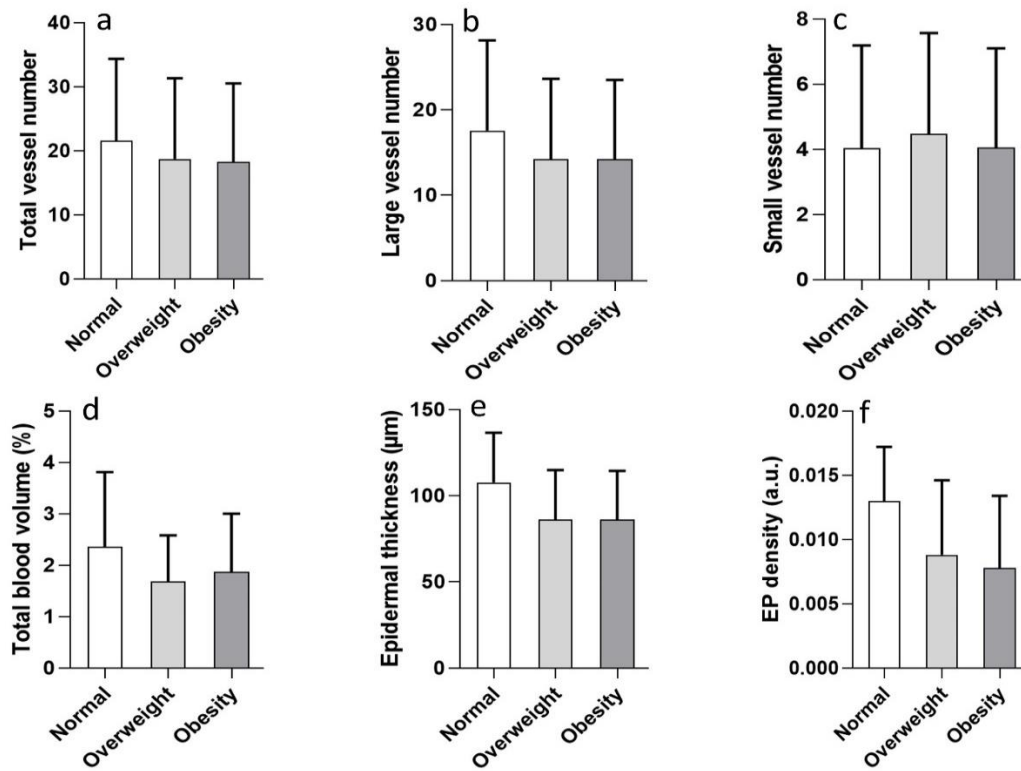 a
Total vessel number
40
30
20
10
0
Normal
Overweight
Obesity
b
Large vessel number
30
20
10
0
Normal
Overweight
Obesity
c
Small vessel number
8
6
4
2
0
Normal
Overweight
Obesity
d
Total blood volume (%)
5
4
3
2
1
0
Normal
Overweight
Obesity
e
Epidermal thickness (μm)
150
100
50
0
Normal
Overweight
Obesity
f
EP density (a.u.)
0.020
0.015
0.010
0.005
0.000
Normal
Overweight
Obesity